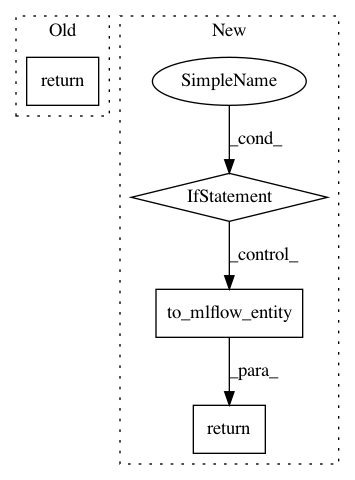 Old
New
return
SimpleName
_cond_
IfStatement
_control_
to_mlflow_entity
_para_
return